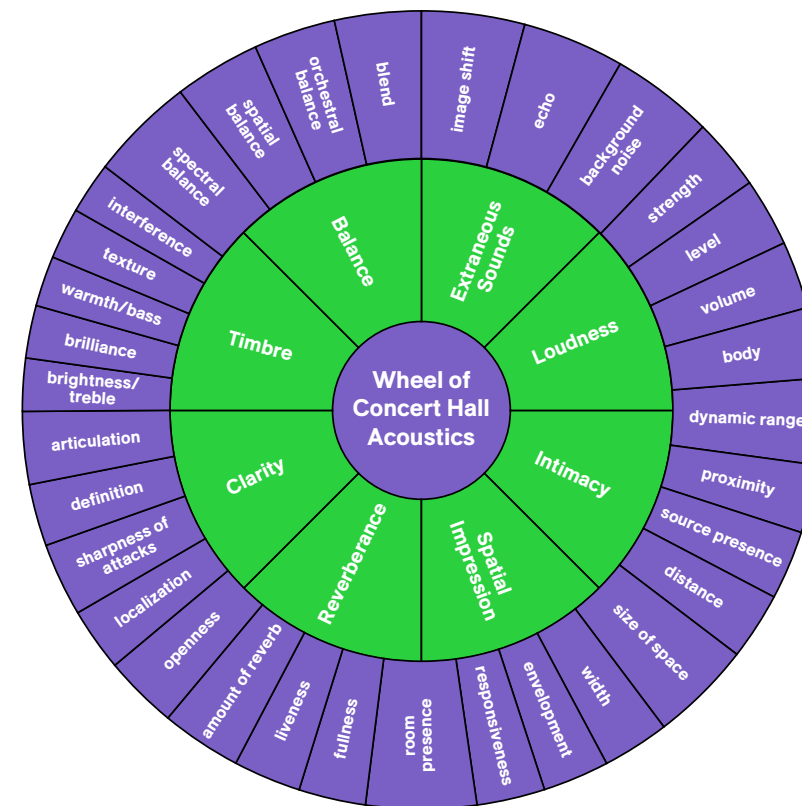 Wheel of
Concert Hall
Acoustics
Extraneous
Sounds
Loudness
Intimacy
Spatial
Impression
Reverberance
Clarity
Timbre
Balance
image shift
echo
background
noise
strength
level
volume
body
dynamic range
proximity
source presence
distance
size of space
width
envelopment
responsiveness
room
presence
fullness
liveness
amount of reverb
openness
localization
sharpness of
attacks
definition
articulation
brightness/
treble
brilliance
warmth/bass
texture
interference
spectral
balance
spatial
balance
orchestral
balance
blend